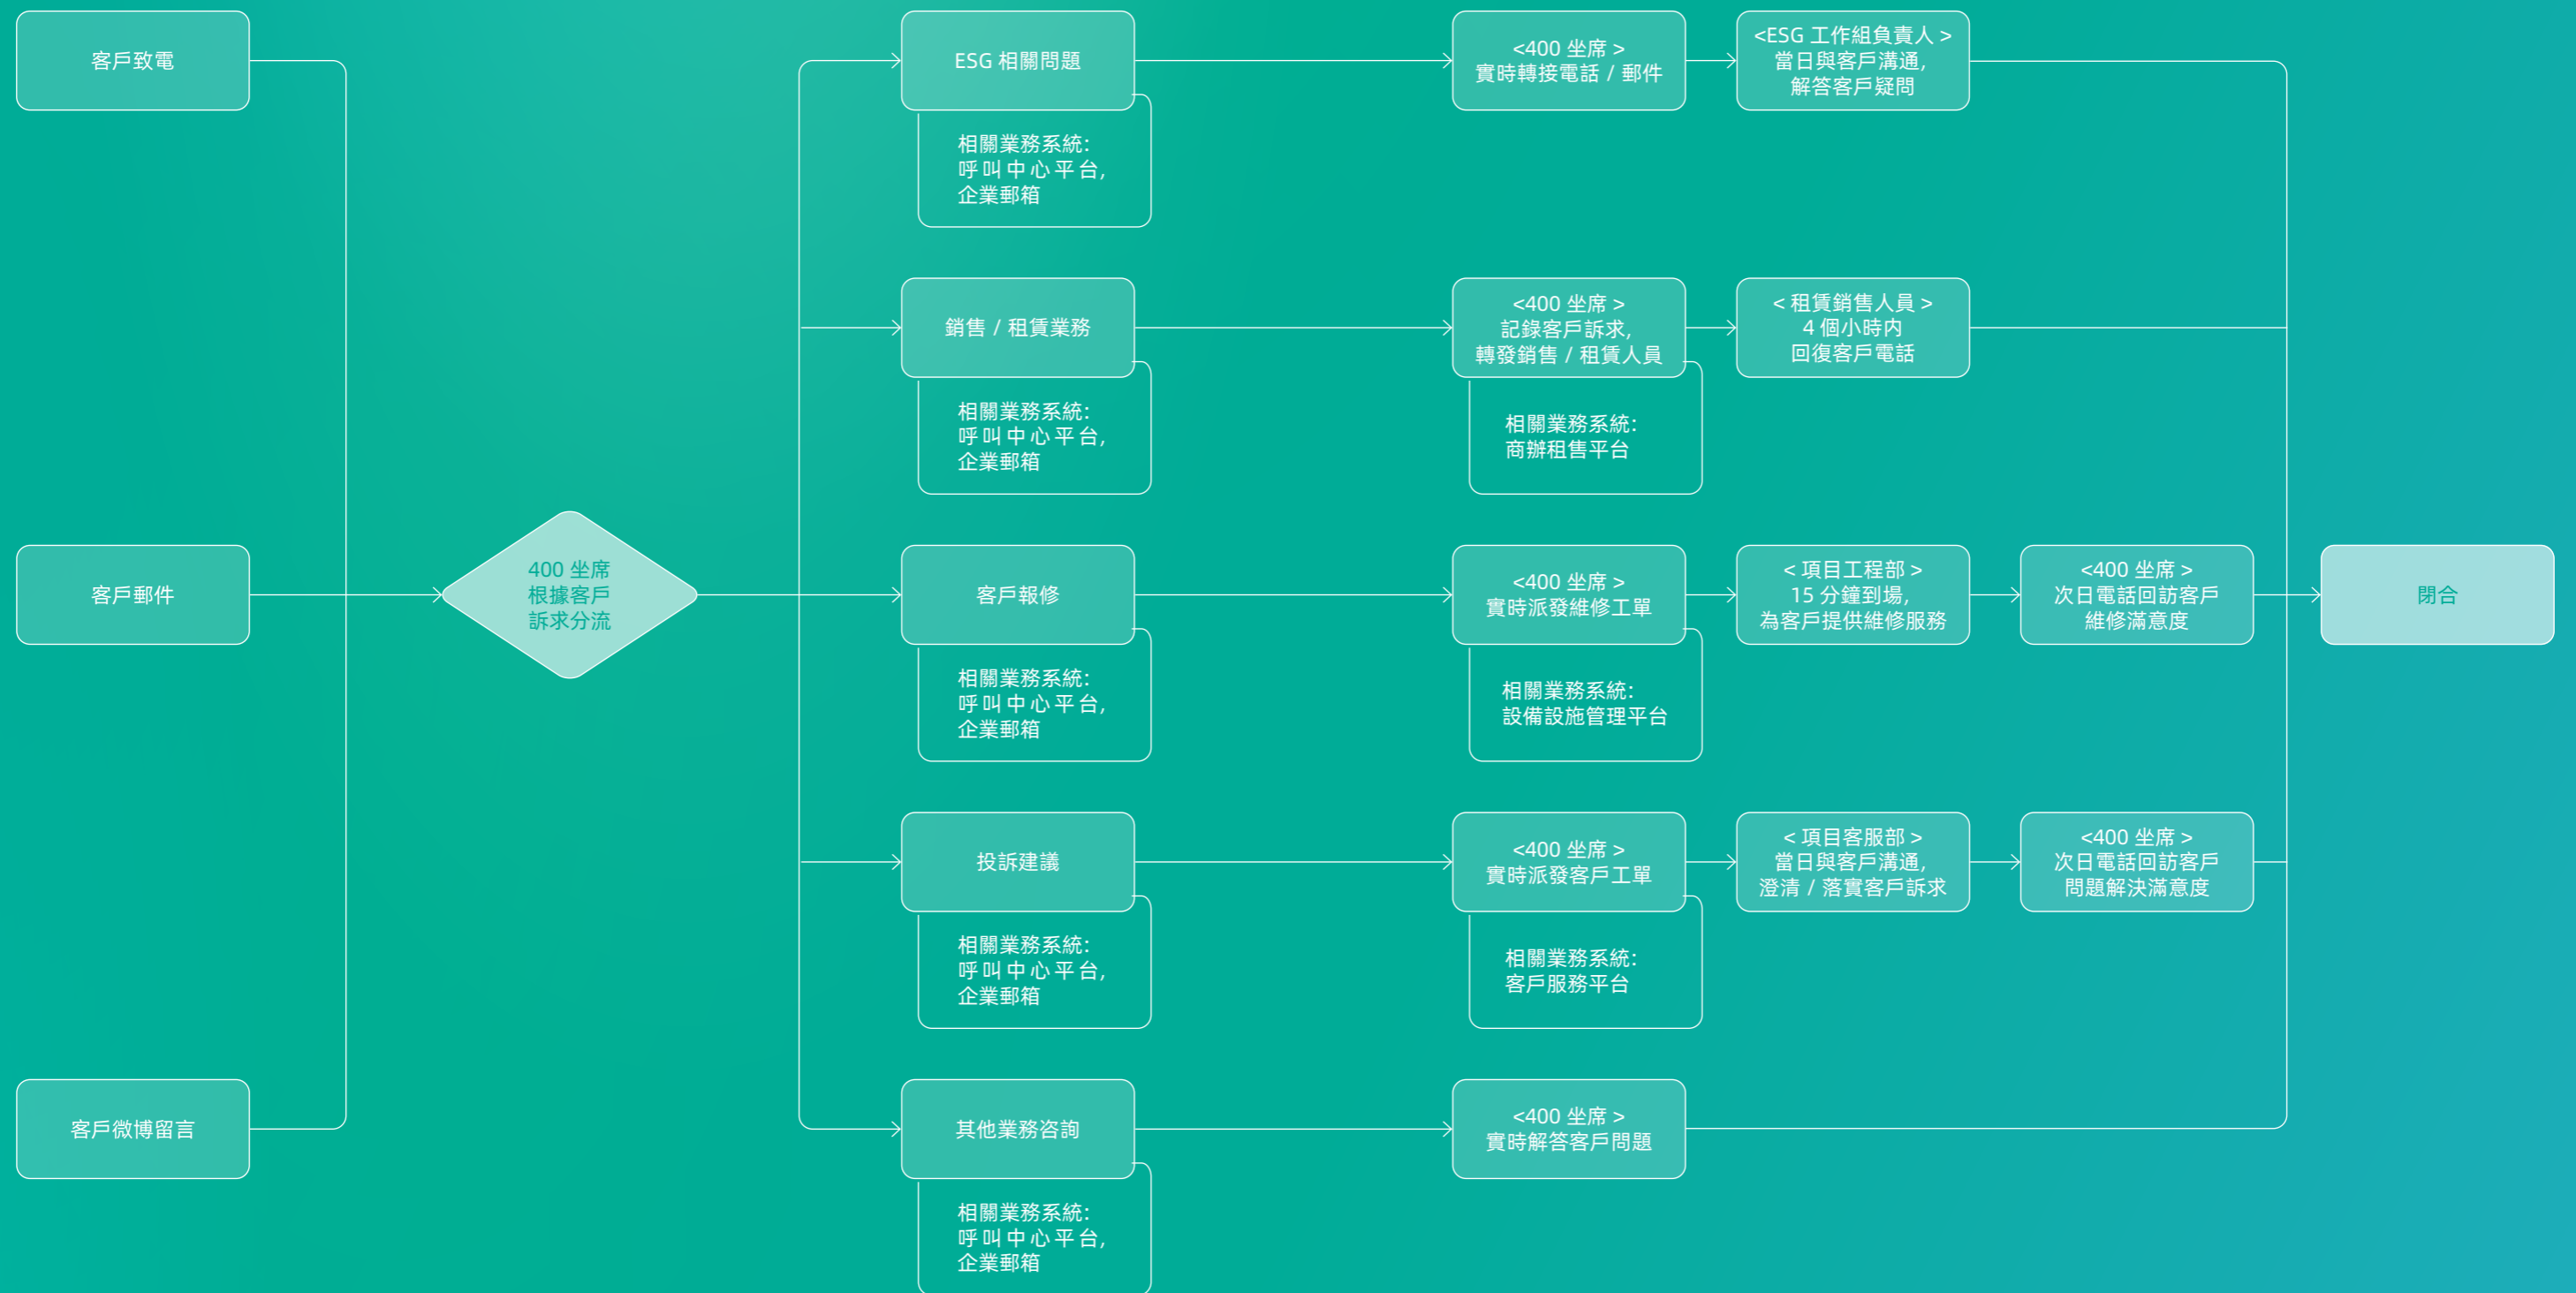 客戶致電
客戶郵件
客戶微博留言
400 坐席
根據客戶
訴求分流
ESG 相關問題
相關業務系統：
呼叫中心平台，
企業郵箱
<400 坐席 >
實時轉接電話 / 郵件
<ESG 工作組負責人 >
當日與客戶溝通，
解答客戶疑問
銷售 / 租賃業務
相關業務系統：
呼叫中心平台，
企業郵箱
<400 坐席 >
記錄客戶訴求，
轉發銷售 / 租賃人員
相關業務系統：
商辦租售平台
< 租賃銷售人員 >
4 個小時内
回復客戶電話
客戶報修
相關業務系統：
呼叫中心平台，
企業郵箱
<400 坐席 >
實時派發維修工單
相關業務系統：
設備設施管理平台
< 項目工程部 >
15 分鐘到場，
為客戶提供維修服務
<400 坐席 >
次日電話回訪客戶
維修滿意度
投訴建議
相關業務系統：
呼叫中心平台，
企業郵箱
<400 坐席 >
實時派發客戶工單
相關業務系統：
客戶服務平台
< 項目客服部 >
當日與客戶溝通，
澄清 / 落實客戶訴求
<400 坐席 >
次日電話回訪客戶
問題解決滿意度
其他業務咨詢
相關業務系統：
呼叫中心平台，
企業郵箱
<400 坐席 >
實時解答客戶問題
閉合